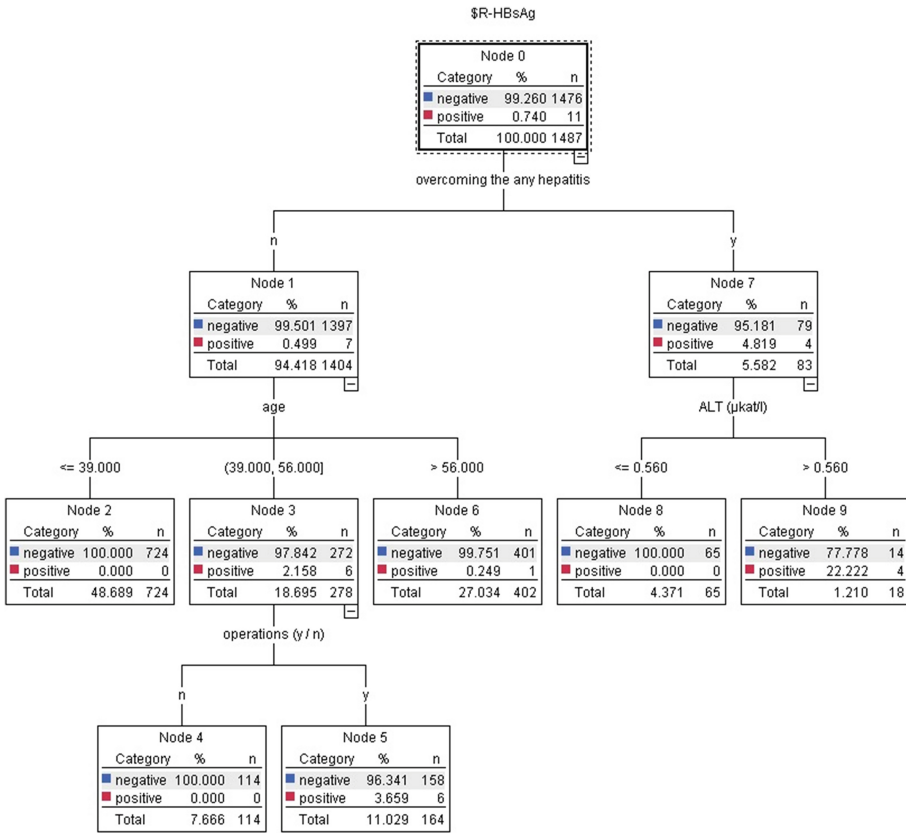 $R-HBsAg
Node 0
Category % n
negative 99.260 1476
positive 0.740 11
Total 100.000 1487
overcoming the any hepatitis
n
y
Node 1
Category % n
negative 99.501 1397
positive 0.499 7
Total 94.418 1404
Node 7
Category % n
negative 95.181 79
positive 4.819 4
Total 5.582 83
age
ALT (µkat/l)
<= 39.000
(39.000, 56.000]
> 56.000
<= 0.560
> 0.560
Node 2
Category % n
negative 100.000 724
positive 0.000 0
Total 48.689 724
Node 3
Category % n
negative 97.842 272
positive 2.158 6
Total 18.695 278
Node 6
Category % n
negative 99.751 401
positive 0.249 1
Total 27.034 402
Node 8
Category % n
negative 100.000 65
positive 0.000 0
Total 4.371 65
Node 9
Category % n
negative 77.778 14
positive 22.222 4
Total 1.210 18
operations (y / n)
n
y
Node 4
Category % n
negative 100.000 114
positive 0.000 0
Total 7.666 114
Node 5
Category % n
negative 96.341 158
positive 3.659 6
Total 11.029 164